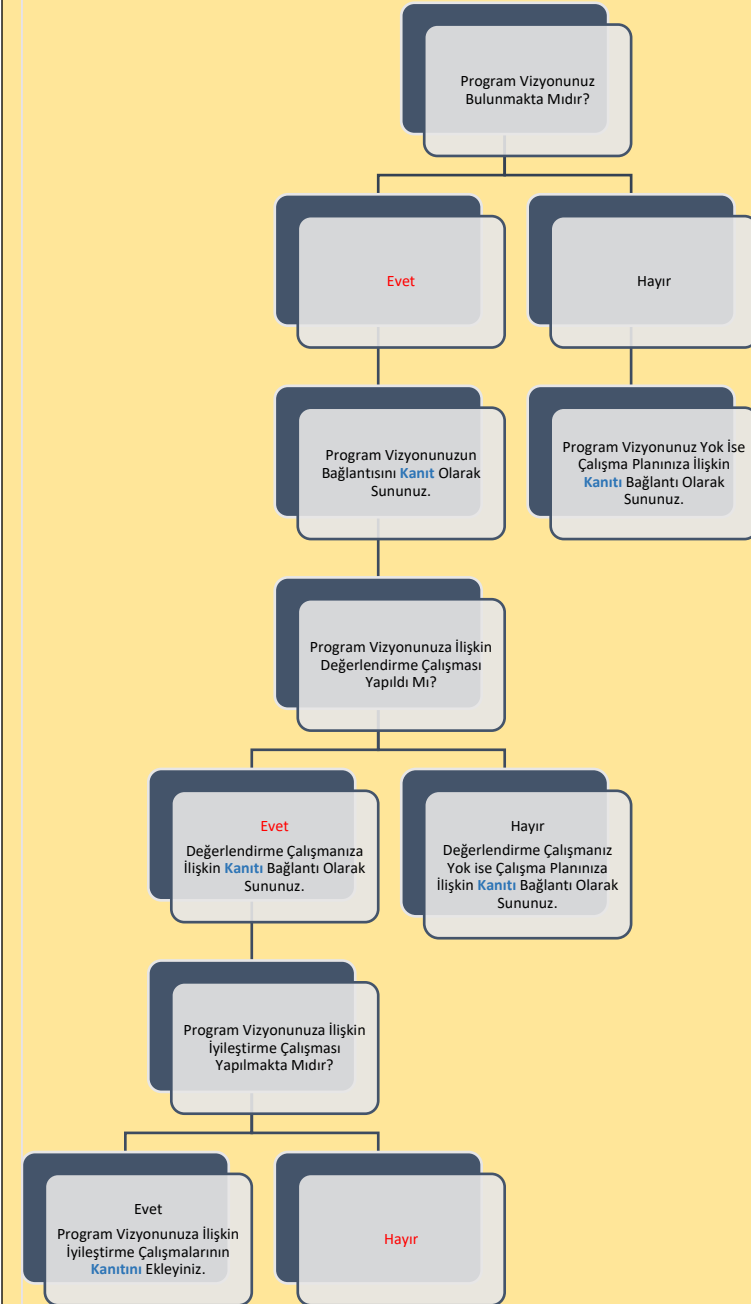 Program Vizyonunuz
Bulunmakta Mıdır?
Evet
Hayır
Program Vizyonunuzun
Bağlantısını Kanıt Olarak
Sununuz.
Program Vizyonunuz Yok İse
Çalışma Planınıza İlişkin
Kanıtı Bağlantı Olarak
Sununuz.
Program Vizyonunuza İlişkin
Değerlendirme Çalışması
Yapıldı Mı?
Evet
Değerlendirme Çalışmanıza
İlişkin Kanıtı Bağlantı Olarak
Sununuz.
Hayır
Değerlendirme Çalışmanız
Yok ise Çalışma Planınıza
İlişkin Kanıtı Bağlantı Olarak
Sununuz.
Program Vizyonunuza İlişkin
İyileştirme Çalışması
Yapılmakta Mıdır?
Evet
Program Vizyonunuza İlişkin
İyileştirme Çalışmalarının
Kanıtını Ekleyiniz.
Hayır